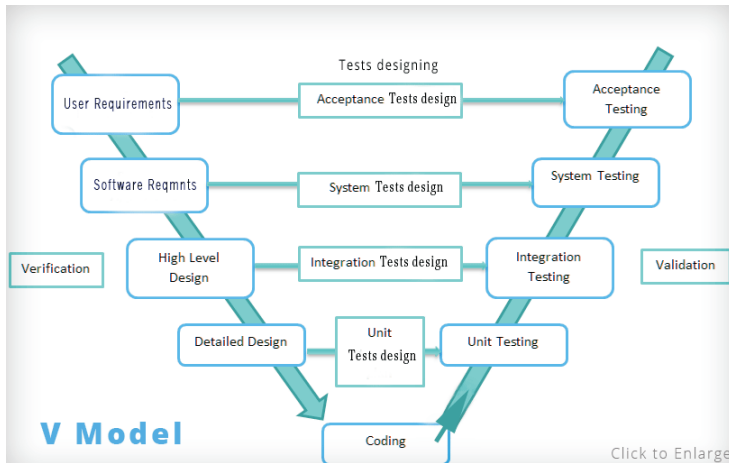 Tests designing
User Requirements
Acceptance Tests design
Acceptance
Testing
Software Reqmnts
System Tests design
System Testing
Verification
High Level
Design
Integration Tests design
Integration
Testing
Validation
Detailed Design
Unit
Tests design
Unit Testing
V Model
Coding
Click to Enlarge